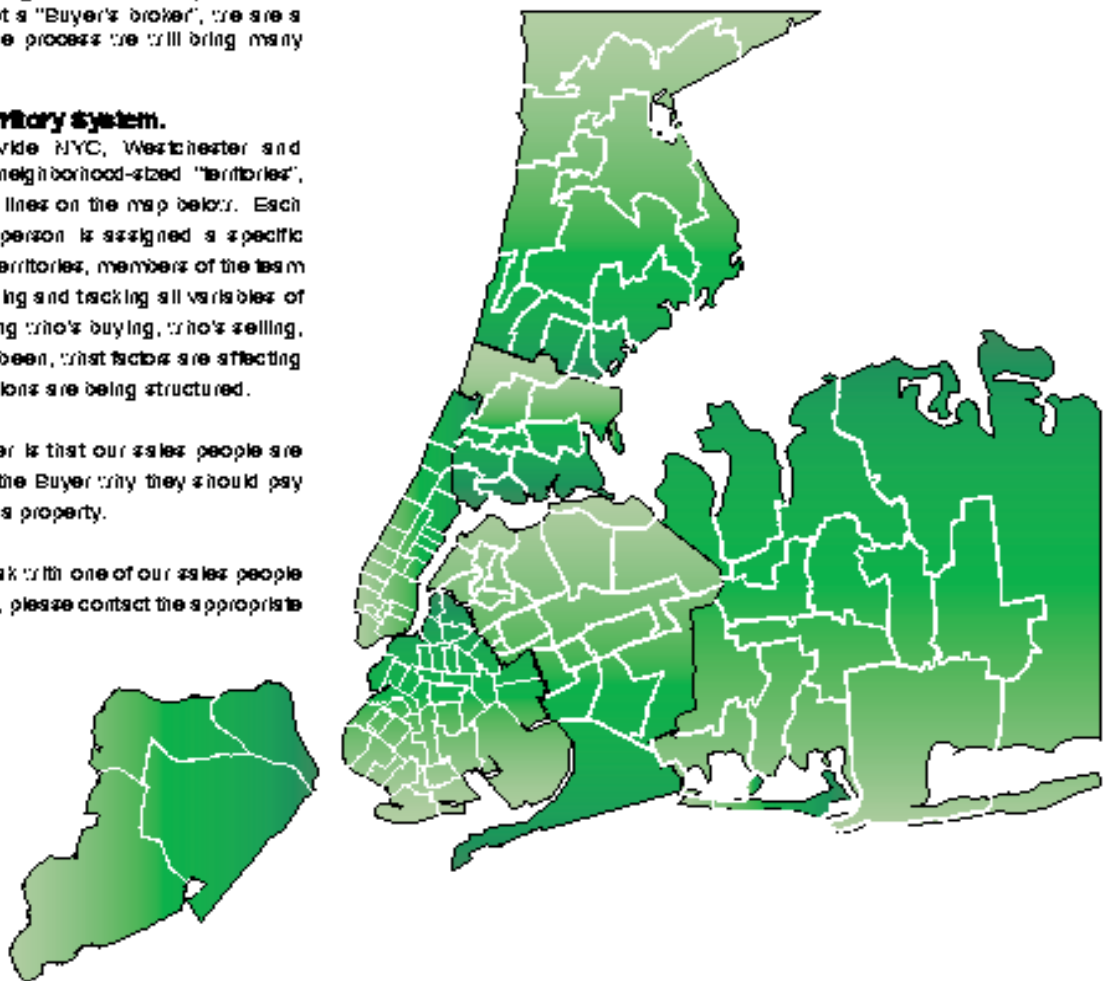 t a "Buyer's broker", we are a
e process we will bring many
ritory system.
vide NYC, Westchester and
neighborhood-sized "territories",
lines on the map below. Each
person is assigned a specific
erritories, members of the team
ing and tracking all variables of
ng who's buying, who's selling,
been, what factors are affecting
ions are being structured.
er is that our sales people are
the Buyer why they should pay
s property.
ak with one of our sales people
, please contact the appropriate